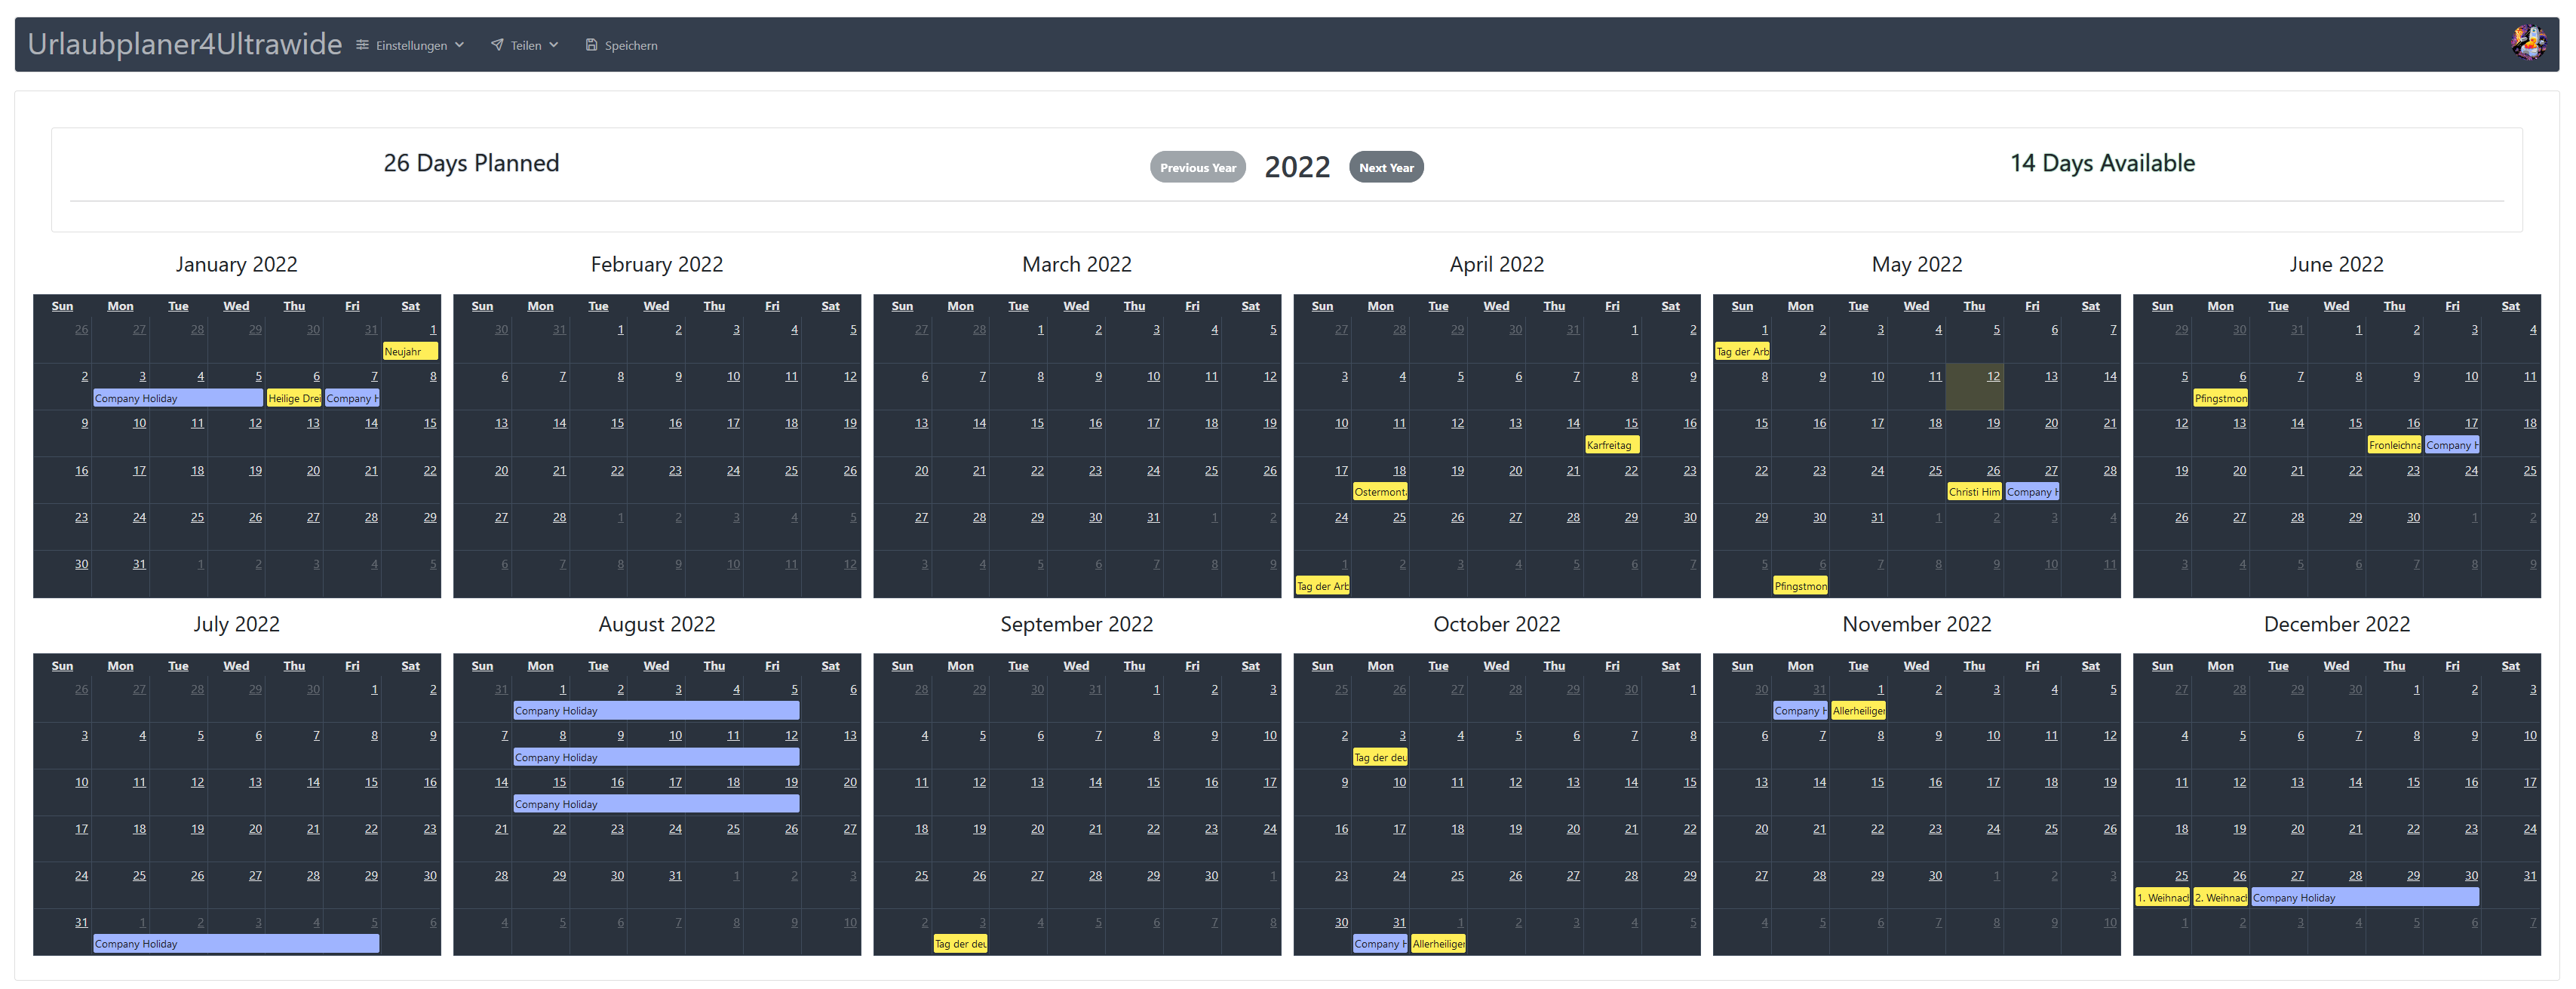 Urlaubplaner4Ultrawide Einstellungen Teilen Speichern
26 Days Planned
Previous Year 2022 Next Year
14 Days Available
January 2022
Sun Mon Tue Wed Thu Fri Sat
26 27 28 29 30 31 1
Neujahr
2 3 4 5 6 7 8
Company Holiday Heilige Drei Company H
9 10 11 12 13 14 15
16 17 18 19 20 21 22
23 24 25 26 27 28 29
30 31 1 2 3 4 5
February 2022
Sun Mon Tue Wed Thu Fri Sat
30 31 1 2 3 4 5
6 7 8 9 10 11 12
13 14 15 16 17 18 19
20 21 22 23 24 25 26
27 28 1 2 3 4 5
6 7 8 9 10 11 12
March 2022
Sun Mon Tue Wed Thu Fri Sat
27 28 1 2 3 4 5
6 7 8 9 10 11 12
13 14 15 16 17 18 19
20 21 22 23 24 25 26
27 28 29 30 31 1 2
3 4 5 6 7 8 9
April 2022
Sun Mon Tue Wed Thu Fri Sat
27 28 29 30 31 1 2
3 4 5 6 7 8 9
10 11 12 13 14 15 16
Karfreitag
17 18 19 20 21 22 23
Ostermonta
24 25 26 27 28 29 30
1 2 3 4 5 6 7
Tag der Arb
May 2022
Sun Mon Tue Wed Thu Fri Sat
1 2 3 4 5 6 7
Tag der Arb
8 9 10 11 12 13 14
15 16 17 18 19 20 21
22 23 24 25 26 27 28
Christi Him Company H
29 30 31 1 2 3 4
5 6 7 8 9 10 11
Pfingstmon
June 2022
Sun Mon Tue Wed Thu Fri Sat
29 30 31 1 2 3 4
5 6 7 8 9 10 11
Pfingstmon
12 13 14 15 16 17 18
Fronleichna Company H
19 20 21 22 23 24 25
26 27 28 29 30 1 2
3 4 5 6 7 8 9
July 2022
Sun Mon Tue Wed Thu Fri Sat
26 27 28 29 30 1 2
3 4 5 6 7 8 9
10 11 12 13 14 15 16
17 18 19 20 21 22 23
24 25 26 27 28 29 30
31 1 2 3 4 5 6
Company Holiday
August 2022
Sun Mon Tue Wed Thu Fri Sat
31 1 2 3 4 5 6
Company Holiday
7 8 9 10 11 12 13
Company Holiday
14 15 16 17 18 19 20
Company Holiday
21 22 23 24 25 26 27
28 29 30 31 1 2 3
4 5 6 7 8 9 10
September 2022
Sun Mon Tue Wed Thu Fri Sat
28 29 30 31 1 2 3
4 5 6 7 8 9 10
11 12 13 14 15 16 17
18 19 20 21 22 23 24
25 26 27 28 29 30 1
2 3 4 5 6 7 8
Tag der deu
October 2022
Sun Mon Tue Wed Thu Fri Sat
25 26 27 28 29 30 1
2 3 4 5 6 7 8
Tag der deu
9 10 11 12 13 14 15
16 17 18 19 20 21 22
23 24 25 26 27 28 29
30 31 1 2 3 4 5
Company H Allerheiligen
November 2022
Sun Mon Tue Wed Thu Fri Sat
30 31 1 2 3 4 5
Company H Allerheiligen
6 7 8 9 10 11 12
13 14 15 16 17 18 19
20 21 22 23 24 25 26
27 28 29 30 1 2 3
4 5 6 7 8 9 10
December 2022
Sun Mon Tue Wed Thu Fri Sat
27 28 29 30 1 2 3
4 5 6 7 8 9 10
11 12 13 14 15 16 17
18 19 20 21 22 23 24
25 26 27 28 29 30 31
1. Weihnach 2. Weihnach Company Holiday
1 2 3 4 5 6 7